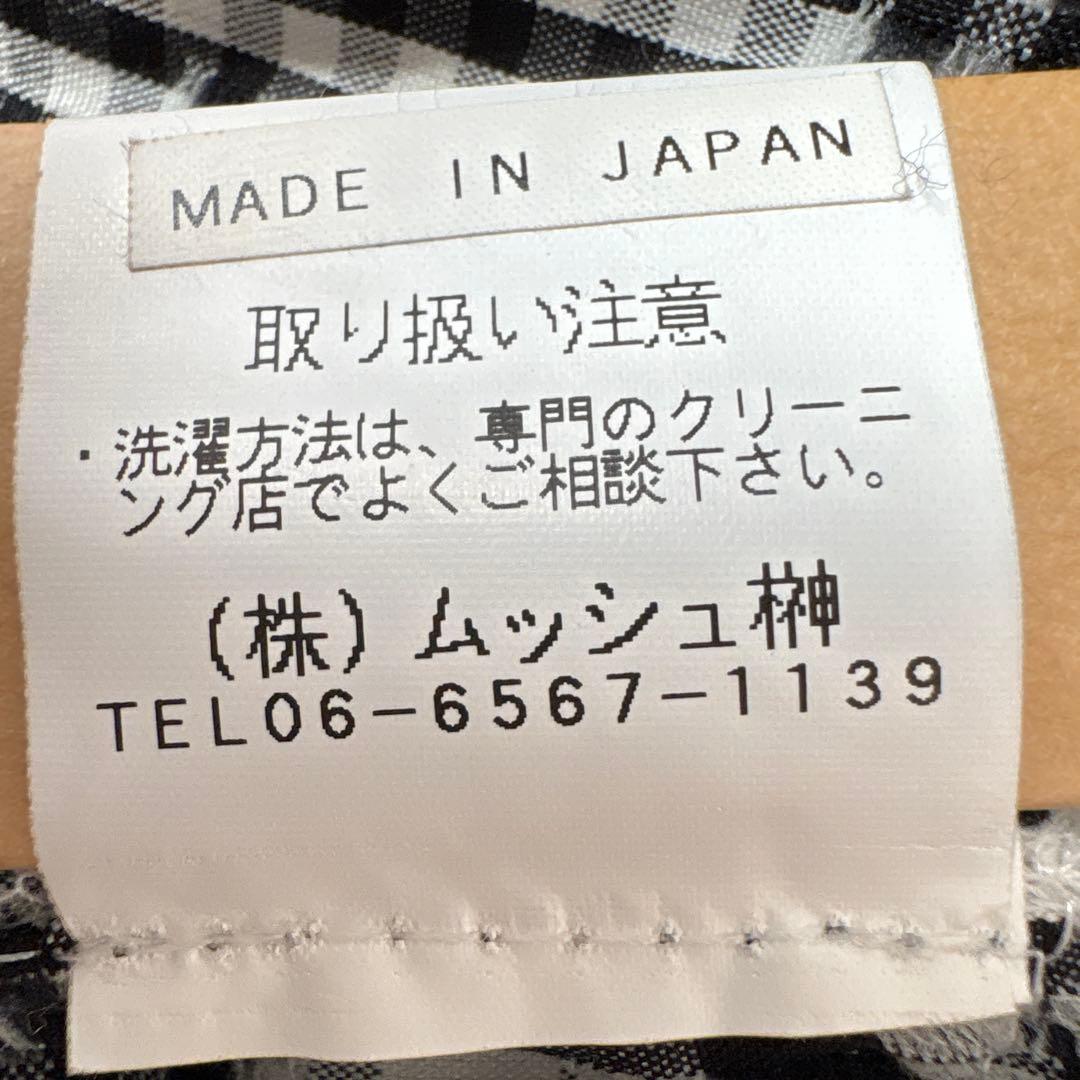 MADE IN JAPAN
取り扱い注意
・洗濯方法は、専門のクリーニ
ング店でよくご相談下さい。
(株)ムッシュ榊
TEL06-6567-1139